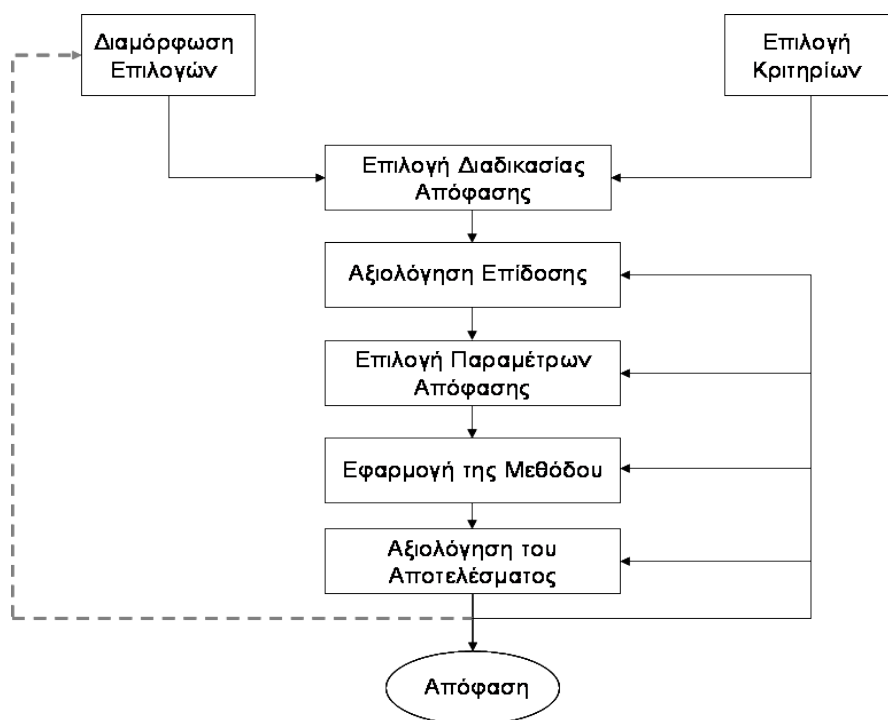 Διαμόρφωση
Επιλογών
Επιλογή
Κριτηρίων
Επιλογή Διαδικασίας
Απόφασης
Αξιολόγηση Επίδοσης
Επιλογή Παραμέτρων
Απόφασης
Εφαρμογή της Μεθόδου
Αξιολόγηση του
Αποτελέσματος
Απόφαση